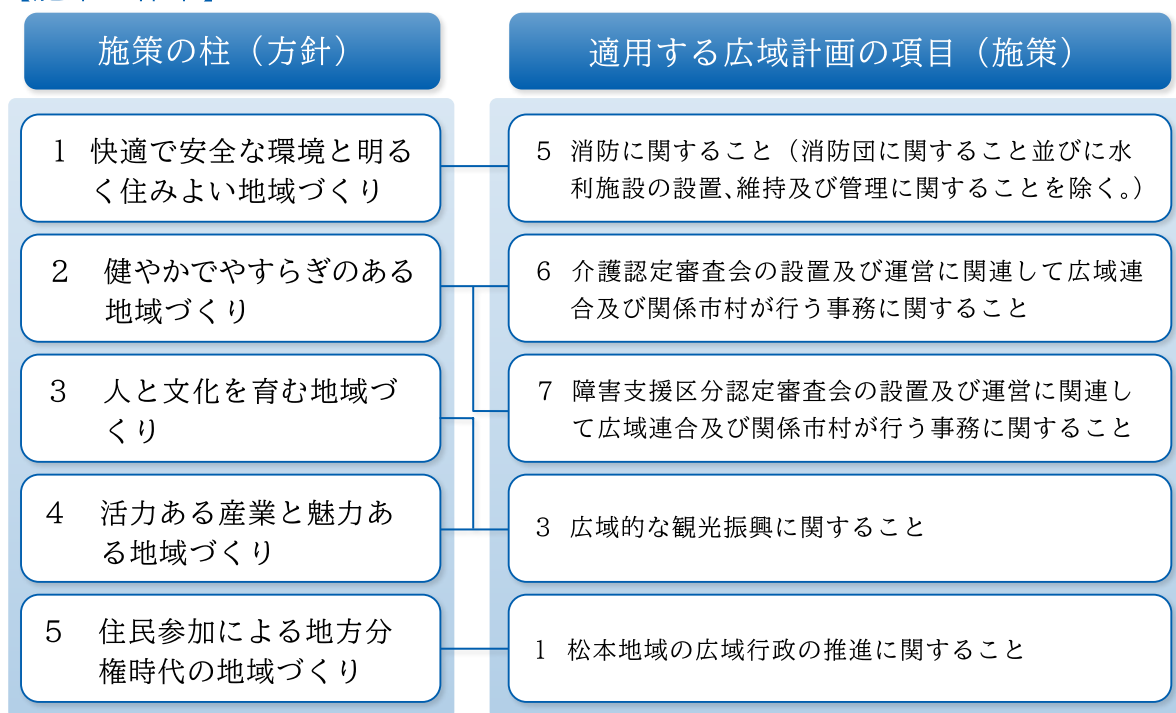 施策の柱（方針）
適用する広域計画の項目（施策）
1 快適で安全な環境と明る
く住みよい地域づくり
5 消防に関すること（消防団に関すること並びに水
利施設の設置、維持及び管理に関することを除く。）
2 健やかでやすらぎのある
地域づくり
6 介護認定審査会の設置及び運営に関連して広域連
合及び関係市村が行う事務に関すること
3 人と文化を育む地域づ
くり
7 障害支援区分認定審査会の設置及び運営に関連し
て広域連合及び関係市村が行う事務に関すること
4 活力ある産業と魅力あ
る地域づくり
3 広域的な観光振興に関すること
5 住民参加による地方分
権時代の地域づくり
1 松本地域の広域行政の推進に関すること